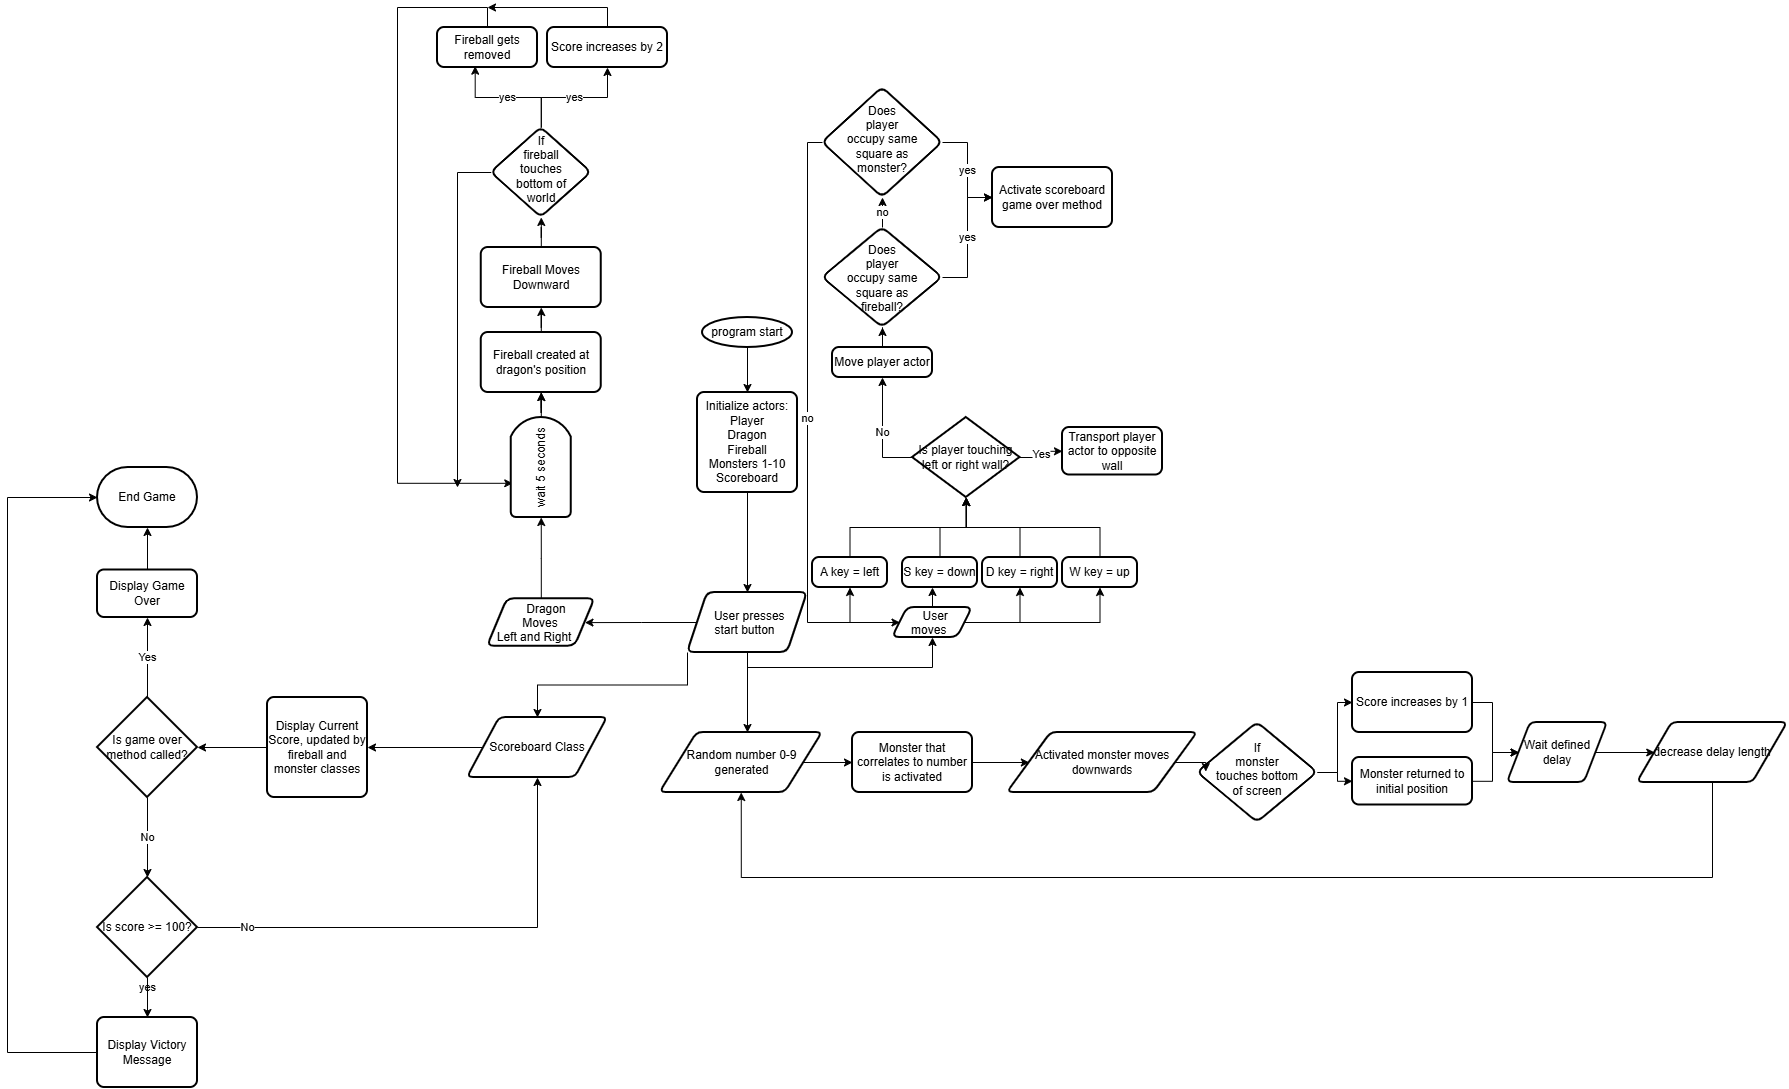 Fireball gets
removed
Score increases by 2
yes
yes
If
fireball
touches
bottom of
world
Fireball Moves
Downward
Fireball created at
dragon's position
wait 5 seconds
Dragon
Moves
Left and Right
program start
Initialize actors:
Player
Dragon
Fireball
Monsters 1-10
Scoreboard
User presses
start button
Does
player
occupy same
square as
monster?
yes
Activate scoreboard
game over method
no
Does
player
occupy same
square as
fireball?
yes
Move player actor
no
No
Is player touching
left or right wall?
Yes
Transport player
actor to opposite
wall
A key = left
S key = down
D key = right
W key = up
User
moves
End Game
Display Game
Over
Yes
Is game over
method called?
Display Current
Score, updated by
fireball and
monster classes
Scoreboard Class
No
Is score >= 100?
No
yes
Display Victory
Message
Random number 0-9
generated
Monster that
correlates to number
is activated
Activated monster moves
downwards
If
monster
touches bottom
of screen
Score increases by 1
Monster returned to
initial position
Wait defined
delay
decrease delay length